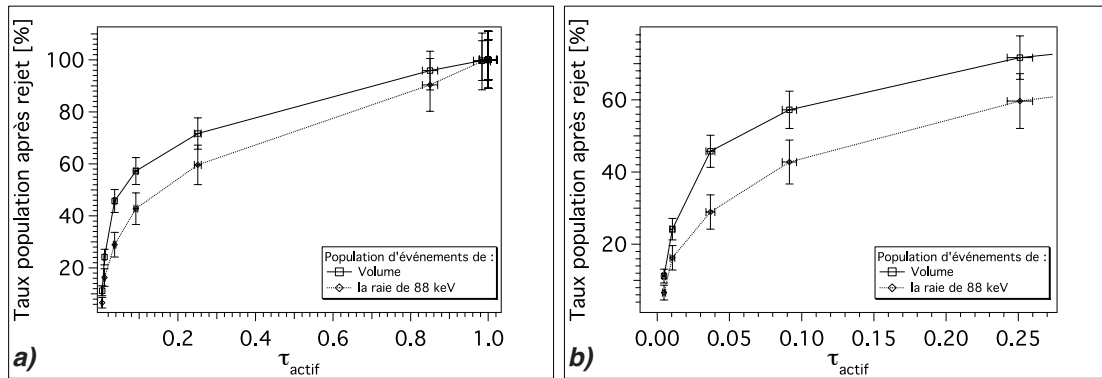 Taux population après rejet [%]
100
80
60
40
20
0.2
0.4
0.6
0.8
1.0
τactif
Population d'événements de :
Volume
la raie de 88 keV
a)
Taux population après rejet [%]
60
40
20
0.00
0.05
0.10
0.15
0.20
0.25
τactif
Population d'événements de :
Volume
la raie de 88 keV
b)